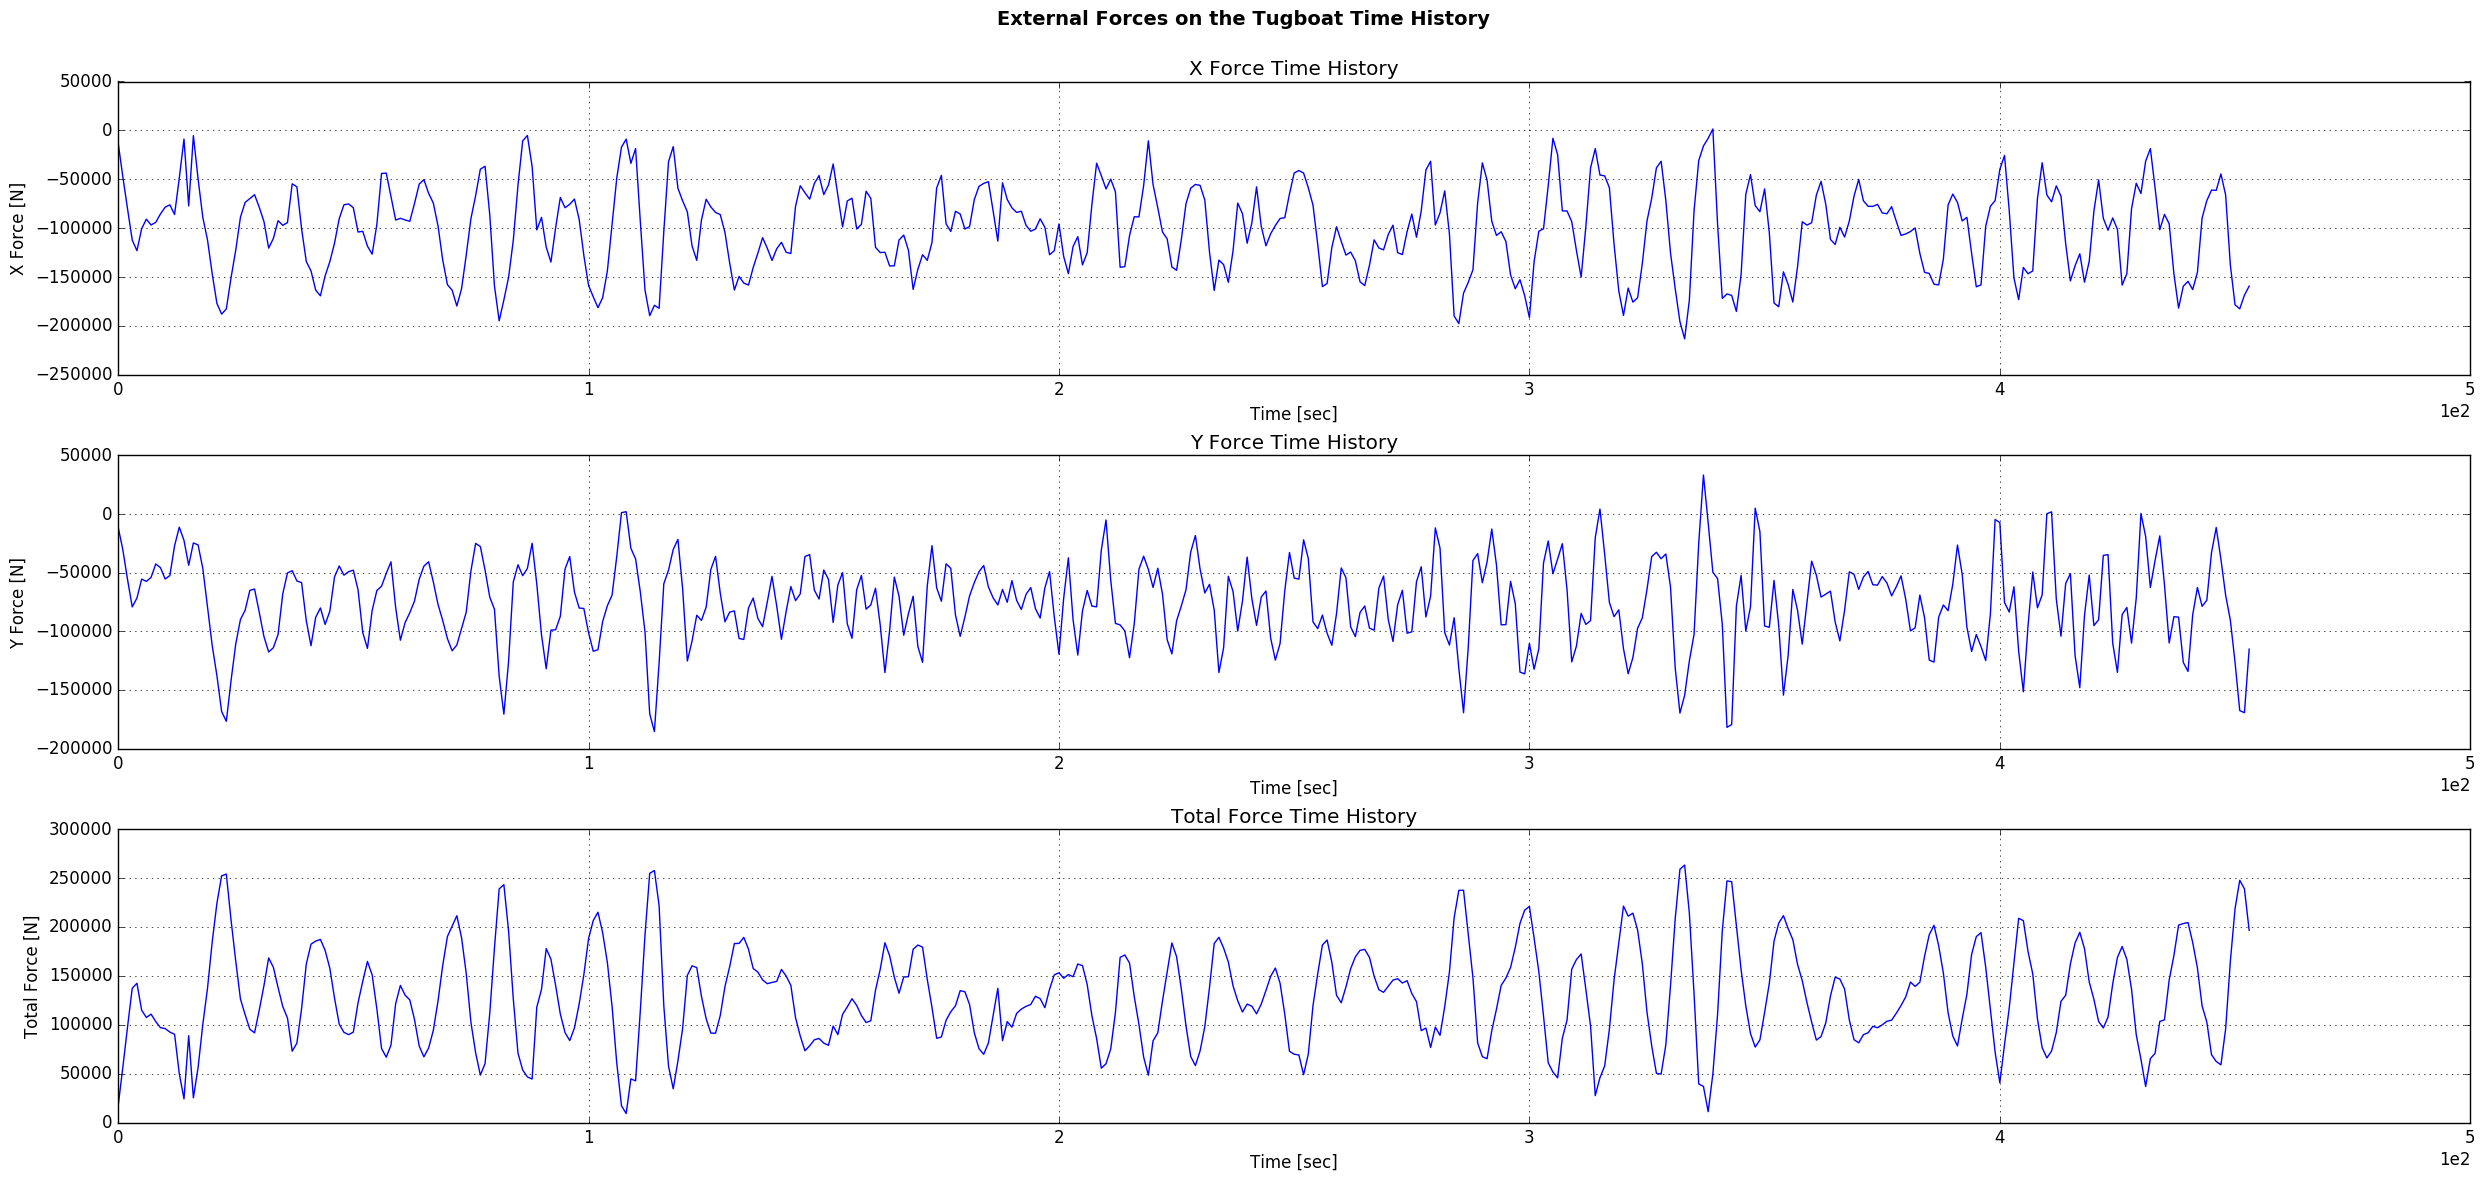 External Forces on the Tugboat Time History
X Force Time History
50000
0
−50000
−100000
−150000
−200000
−250000
X Force [N]
0 1 2 3 4 5
Time [sec]
1e2
Y Force Time History
50000
0
−50000
−100000
−150000
−200000
Y Force [N]
0 1 2 3 4 5
Time [sec]
1e2
Total Force Time History
300000
250000
200000
150000
100000
50000
0
Total Force [N]
0 1 2 3 4 5
Time [sec]
1e2